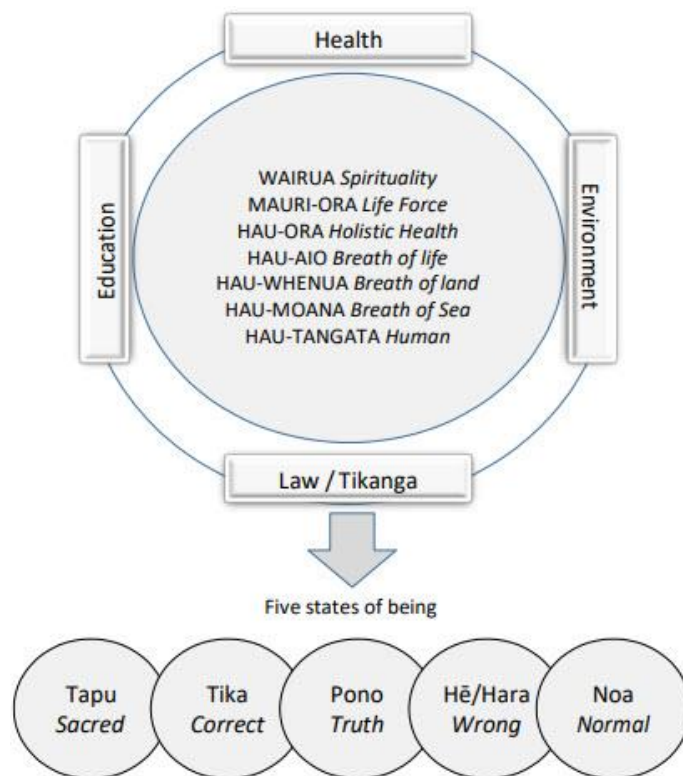 Health
Education
WAIRUA Spirituality
MAURI-ORA Life Force
HAU-ORA Holistic Health
HAU-AIO Breath of life
HAU-WHENUA Breath of land
HAU-MOANA Breath of Sea
HAU-TANGATA Human
Environment
Law / Tikanga
Five states of being
Tapu
Sacred
Tika
Correct
Pono
Truth
Hē/Hara
Wrong
Noa
Normal